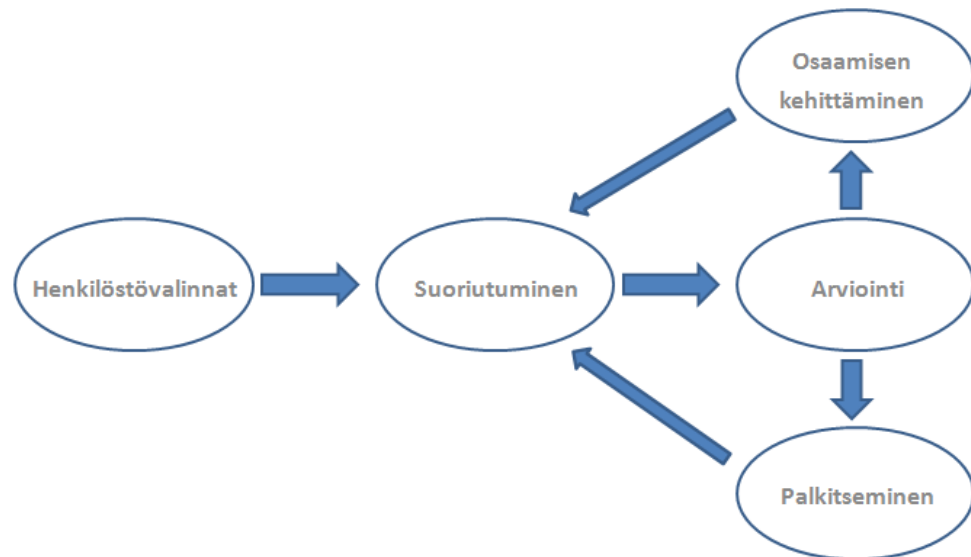 Osaamisen
kehittäminen
Henkilöstövalinnat
Suoriutuminen
Arviointi
Palkitseminen